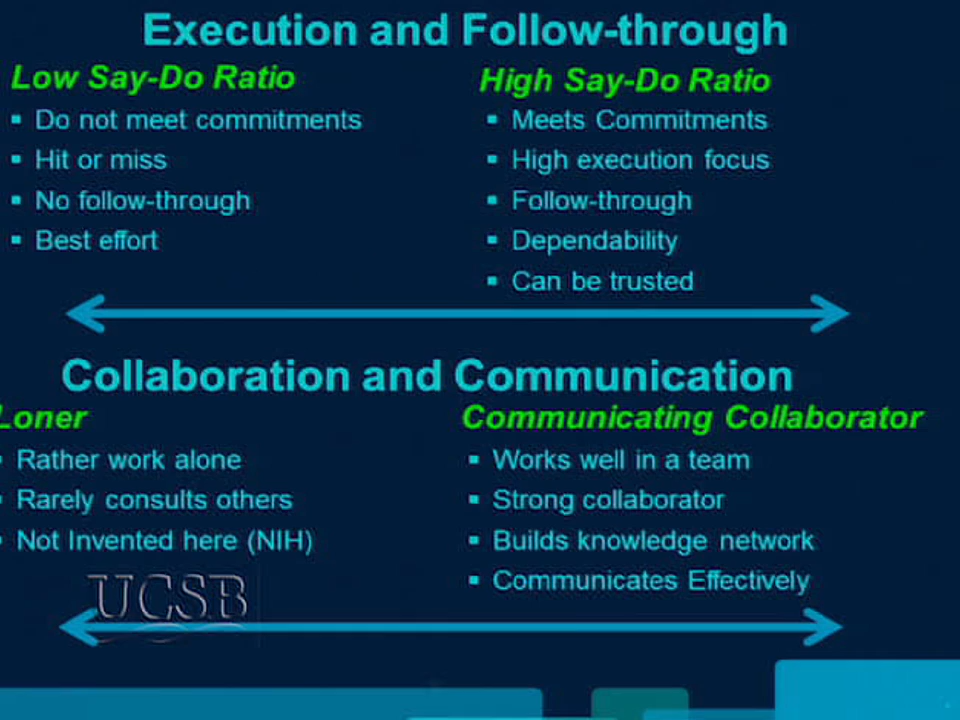 Execution and Follow-through
Low Say-Do Ratio
▪ Do not meet commitments
▪ Hit or miss
▪ No follow-through
▪ Best effort
High Say-Do Ratio
▪ Meets Commitments
▪ High execution focus
▪ Follow-through
▪ Dependability
▪ Can be trusted
Collaboration and Communication
Loner
▪ Rather work alone
▪ Rarely consults others
▪ Not Invented here (NIH)
Communicating Collaborator
▪ Works well in a team
▪ Strong collaborator
▪ Builds knowledge network
▪ Communicates Effectively
UCSB